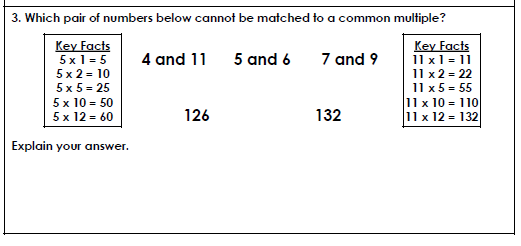 3. Which pair of numbers below cannot be matched to a common multiple?
Key Facts
5 x 1 = 5
5 x 2 = 10
5 x 5 = 25
5 x 10 = 50
5 x 12 = 60
4 and 11 5 and 6 7 and 9
126 132
Key Facts
11 x 1 = 11
11 x 2 = 22
11 x 5 = 55
11 x 10 = 110
11 x 12 = 132
Explain your answer.